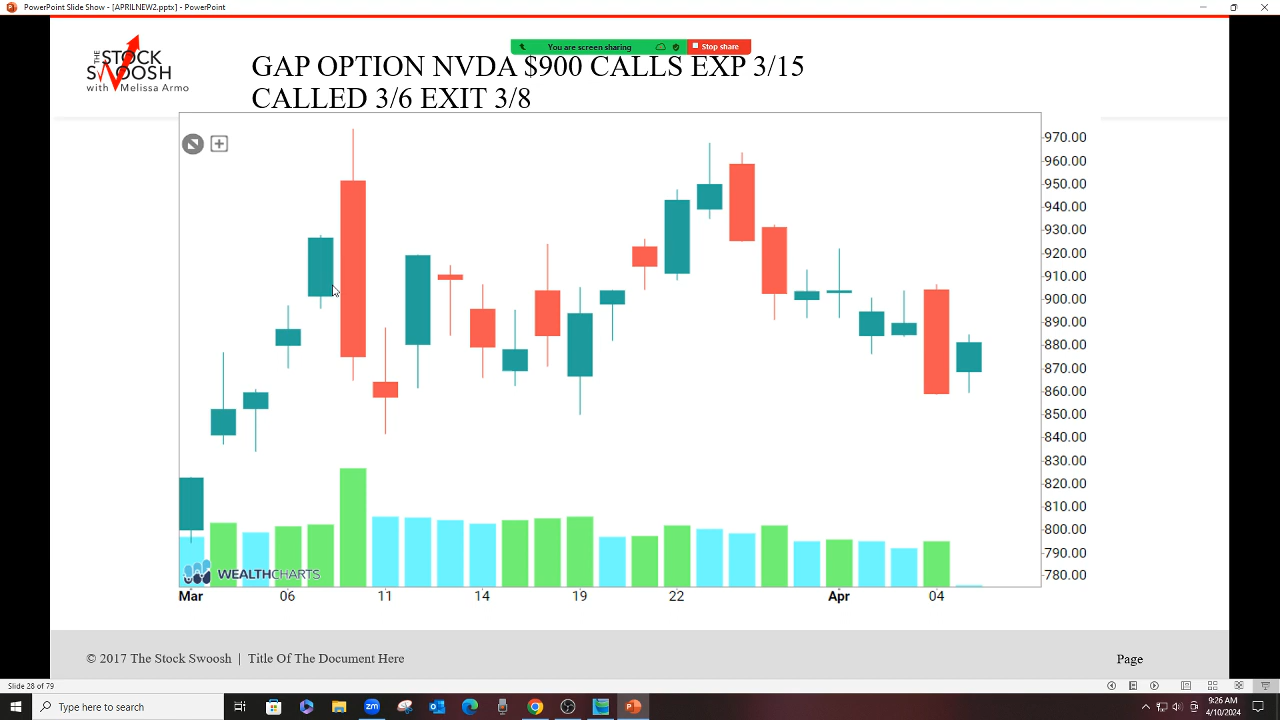 PowerPoint Slide Show - [APRILNEW2.pptx] - PowerPoint
You are screen sharing
Stop share
THE
STOCK
SWOOSH
with Melissa Armo
GAP OPTION NVDA $900 CALLS EXP 3/15
CALLED 3/6 EXIT 3/8
970.00
960.00
950.00
940.00
930.00
920.00
910.00
900.00
890.00
880.00
870.00
860.00
850.00
840.00
830.00
820.00
810.00
800.00
790.00
780.00
WEALTHCHARTS
Mar 06 11 14 19 22 Apr 04
© 2017 The Stock Swoosh | Title Of The Document Here
Page
Slide 28 of 79
Type here to search
9:26 AM
4/10/2024